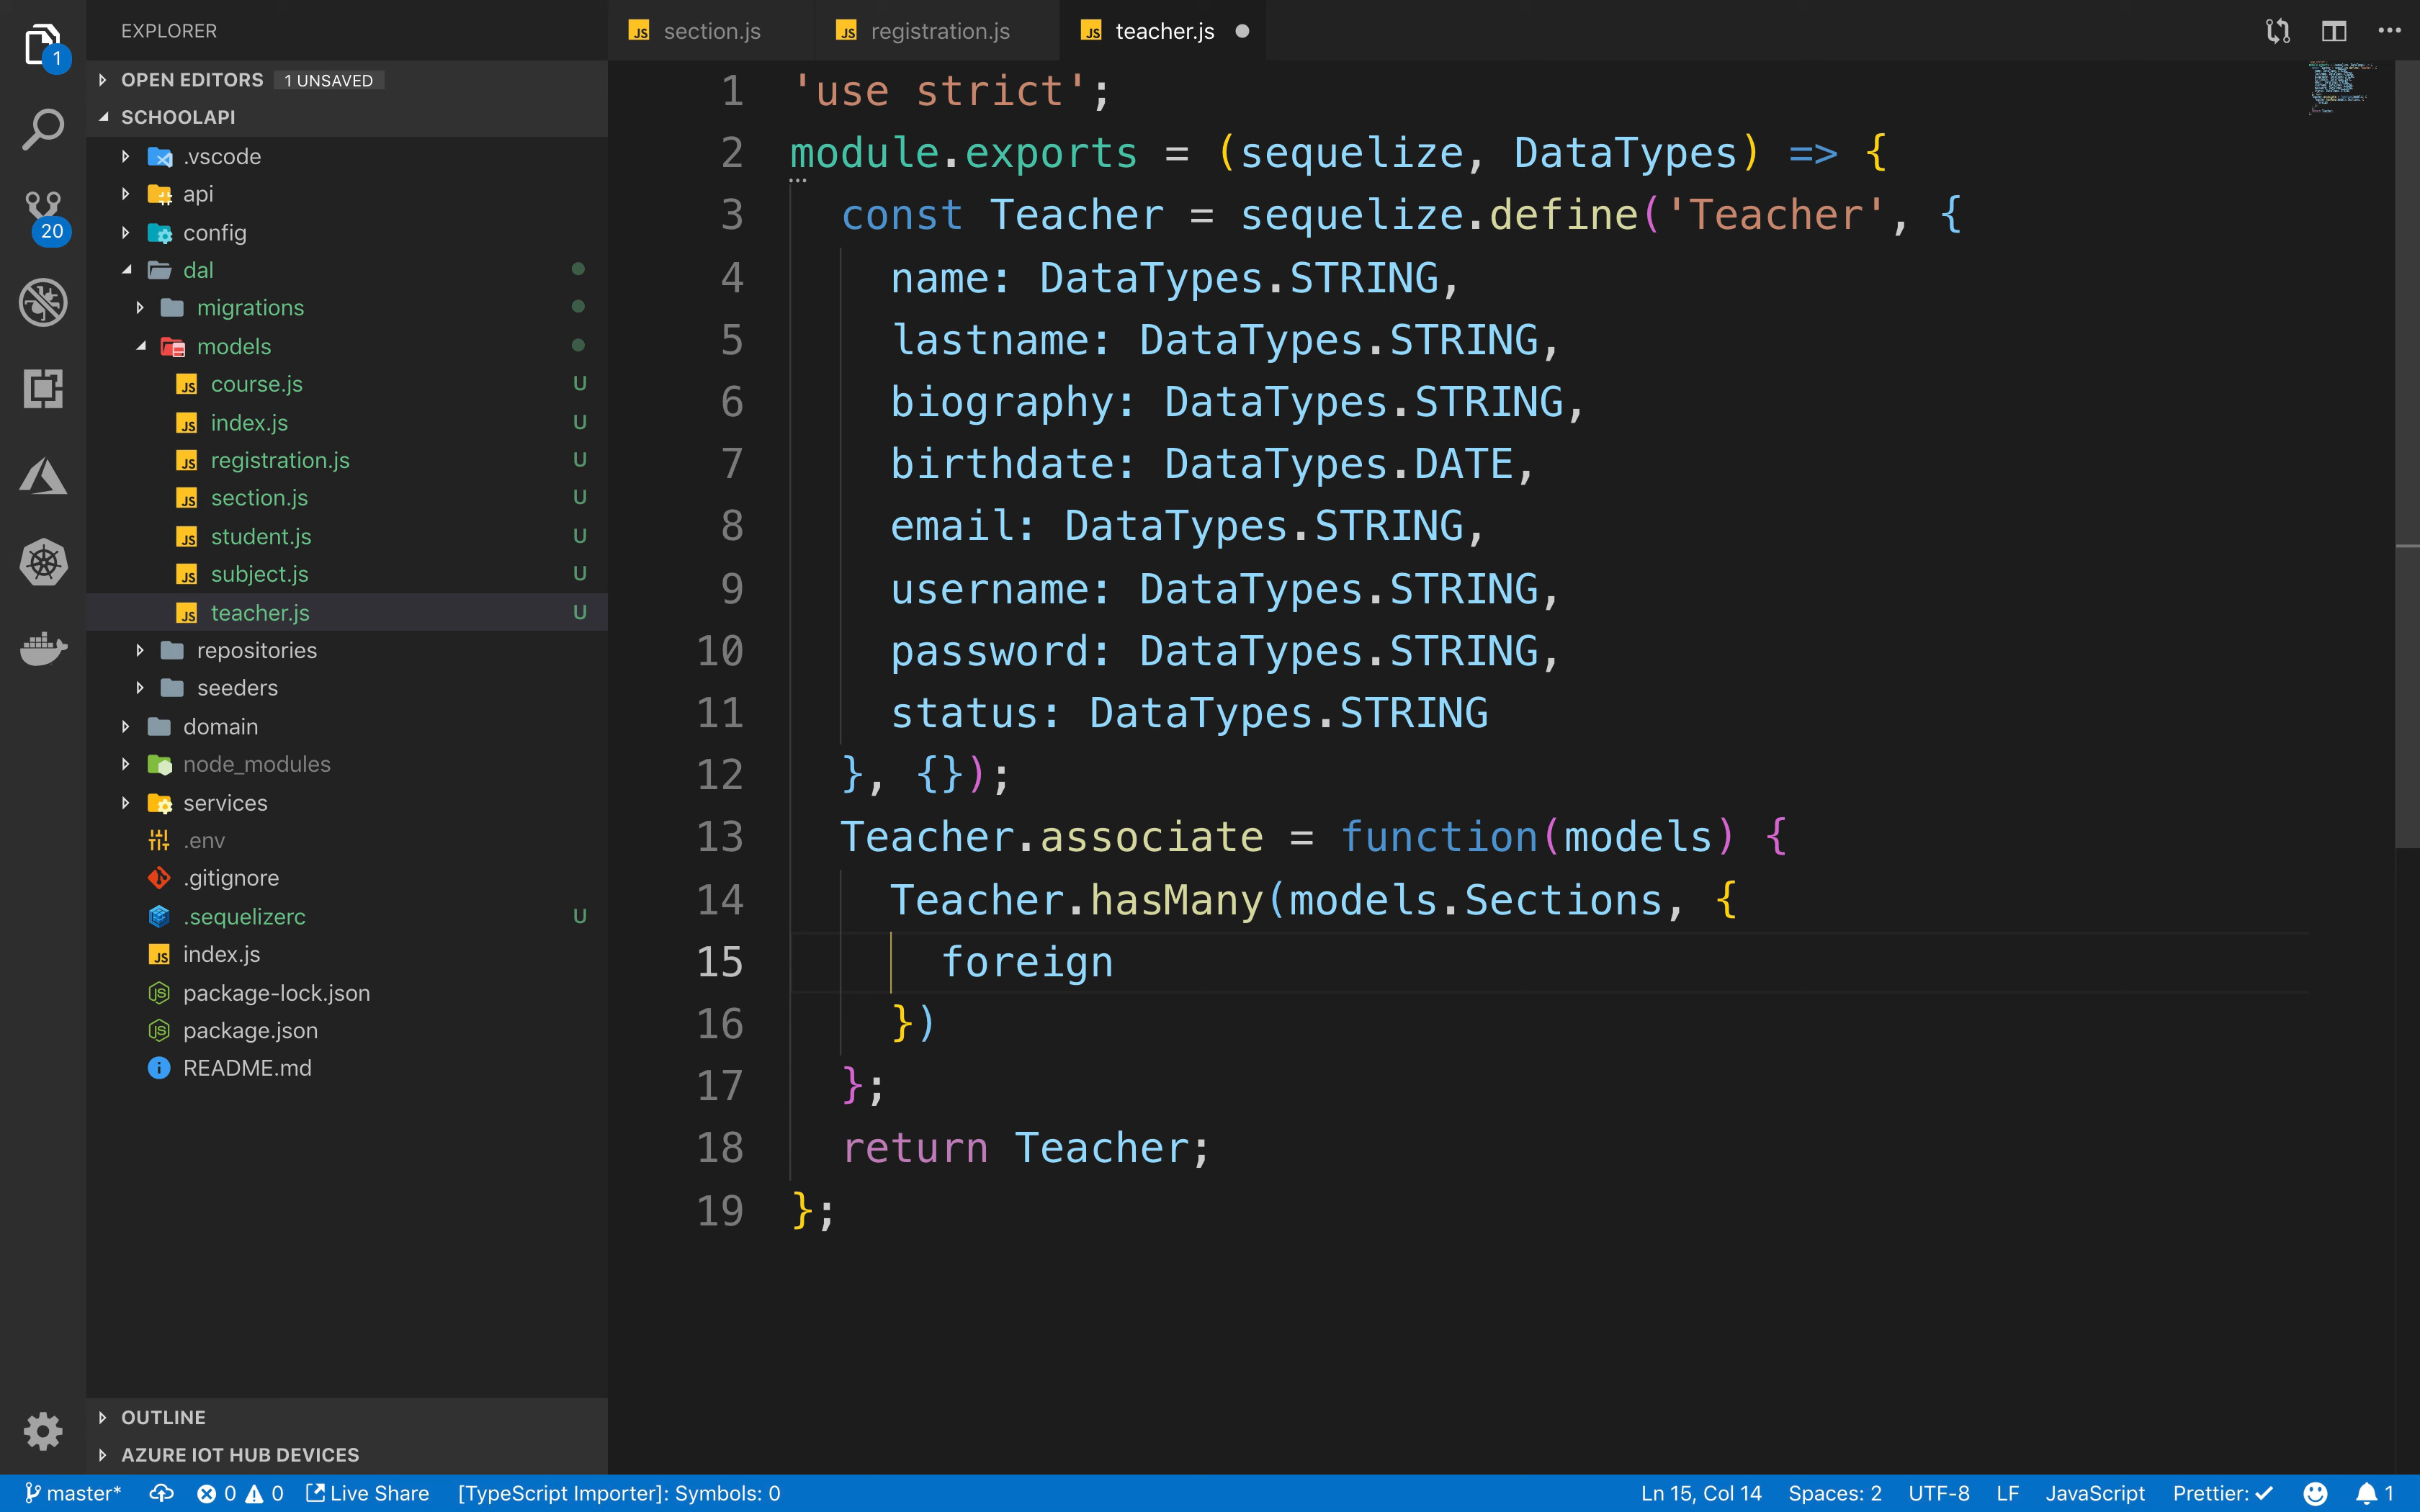 EXPLORER
OPEN EDITORS 1 UNSAVED
SCHOOLAPI
.vscode
api
config
dal
migrations
models
course.js U
index.js U
registration.js U
section.js U
student.js U
subject.js U
teacher.js U
repositories
seeders
domain
node_modules
services
.env
.gitignore
.sequelizerc U
index.js
package-lock.json
package.json
README.md
OUTLINE
AZURE IOT HUB DEVICES
1
20
section.js registration.js teacher.js
1 'use strict';
2 module.exports = (sequelize, DataTypes) => {
3 const Teacher = sequelize.define('Teacher', {
4 name: DataTypes.STRING,
5 lastname: DataTypes.STRING,
6 biography: DataTypes.STRING,
7 birthdate: DataTypes.DATE,
8 email: DataTypes.STRING,
9 username: DataTypes.STRING,
10 password: DataTypes.STRING,
11 status: DataTypes.STRING
12 }, {});
13 Teacher.associate = function(models) {
14 Teacher.hasMany(models.Sections, {
15 foreign
16 })
17 };
18 return Teacher;
19 };
master* 0 0 Live Share [TypeScript Importer]: Symbols: 0 Ln 15, Col 14 Spaces: 2 UTF-8 LF JavaScript Prettier: ✓ 1